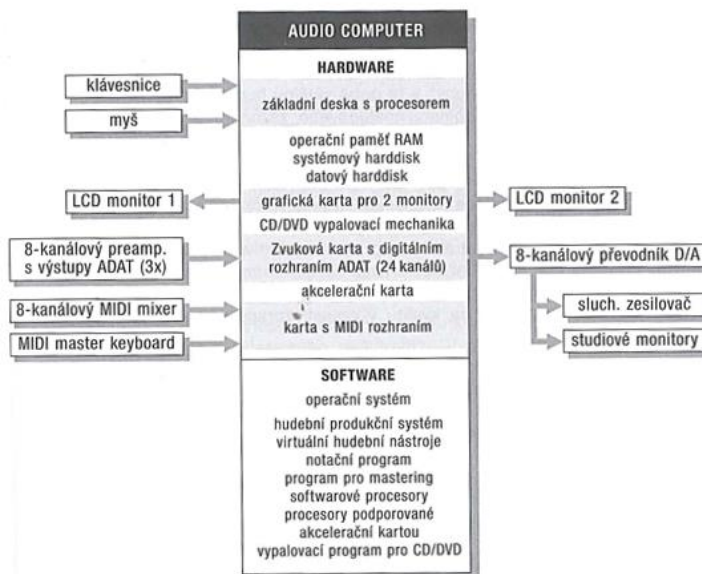 AUDIO COMPUTER
HARDWARE
klávesnice
základní deska s procesorem
myš
operační paměť RAM
systémový harddisk
datový harddisk
LCD monitor 1
grafická karta pro 2 monitory
LCD monitor 2
CD/DVD vypalovací mechanika
8-kanálový preamp.
s výstupy ADAT (3x)
Zvuková karta s digitálním
rozhraním ADAT (24 kanálů)
8-kanálový převodník D/A
akcelerační karta
sluch. zesilovač
8-kanálový MIDI mixer
karta s MIDI rozhraním
studiové monitory
MIDI master keyboard
SOFTWARE
operační systém
hudební produkční systém
virtuální hudební nástroje
notační program
program pro mastering
softwarové procesory
procesory podporované
akcelerační kartou
vypalovací program pro CD/DVD